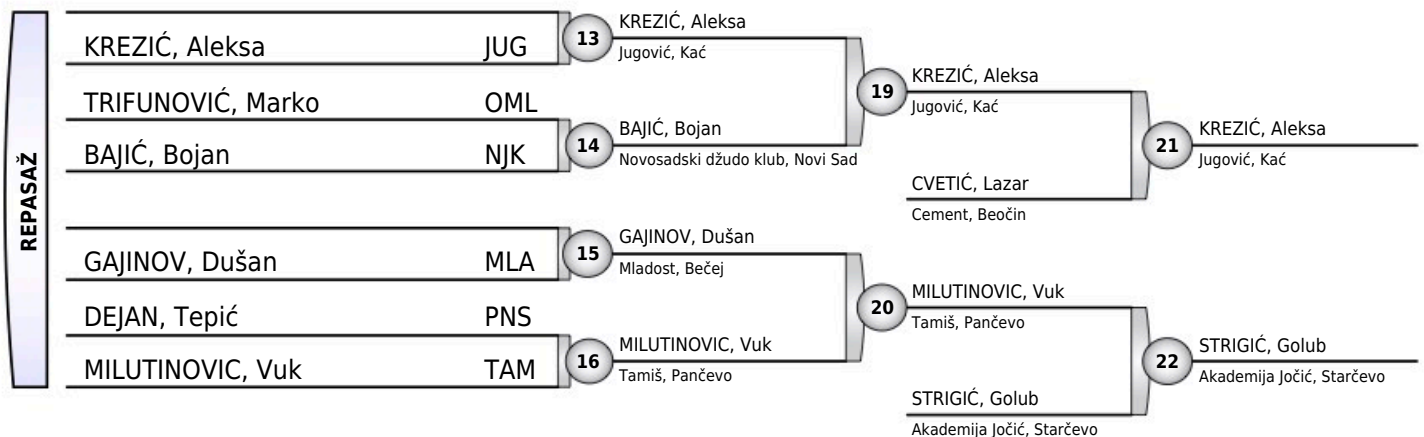 REPASAŽ
KREZIĆ, Aleksa JUG
TRIFUNOVIĆ, Marko OML
BAJIĆ, Bojan NJK
GAJINOV, Dušan MLA
DEJAN, Tepić PNS
MILUTINOVIC, Vuk TAM
13
KREZIĆ, Aleksa
Jugović, Kać
14
BAJIĆ, Bojan
Novosadski džudo klub, Novi Sad
15
GAJINOV, Dušan
Mladost, Bečej
16
MILUTINOVIC, Vuk
Tamiš, Pančevo
19
KREZIĆ, Aleksa
Jugović, Kać
CVETIĆ, Lazar
Cement, Beočin
20
MILUTINOVIC, Vuk
Tamiš, Pančevo
STRIGIĆ, Golub
Akademija Jočić, Starčevo
21
KREZIĆ, Aleksa
Jugović, Kać
22
STRIGIĆ, Golub
Akademija Jočić, Starčevo